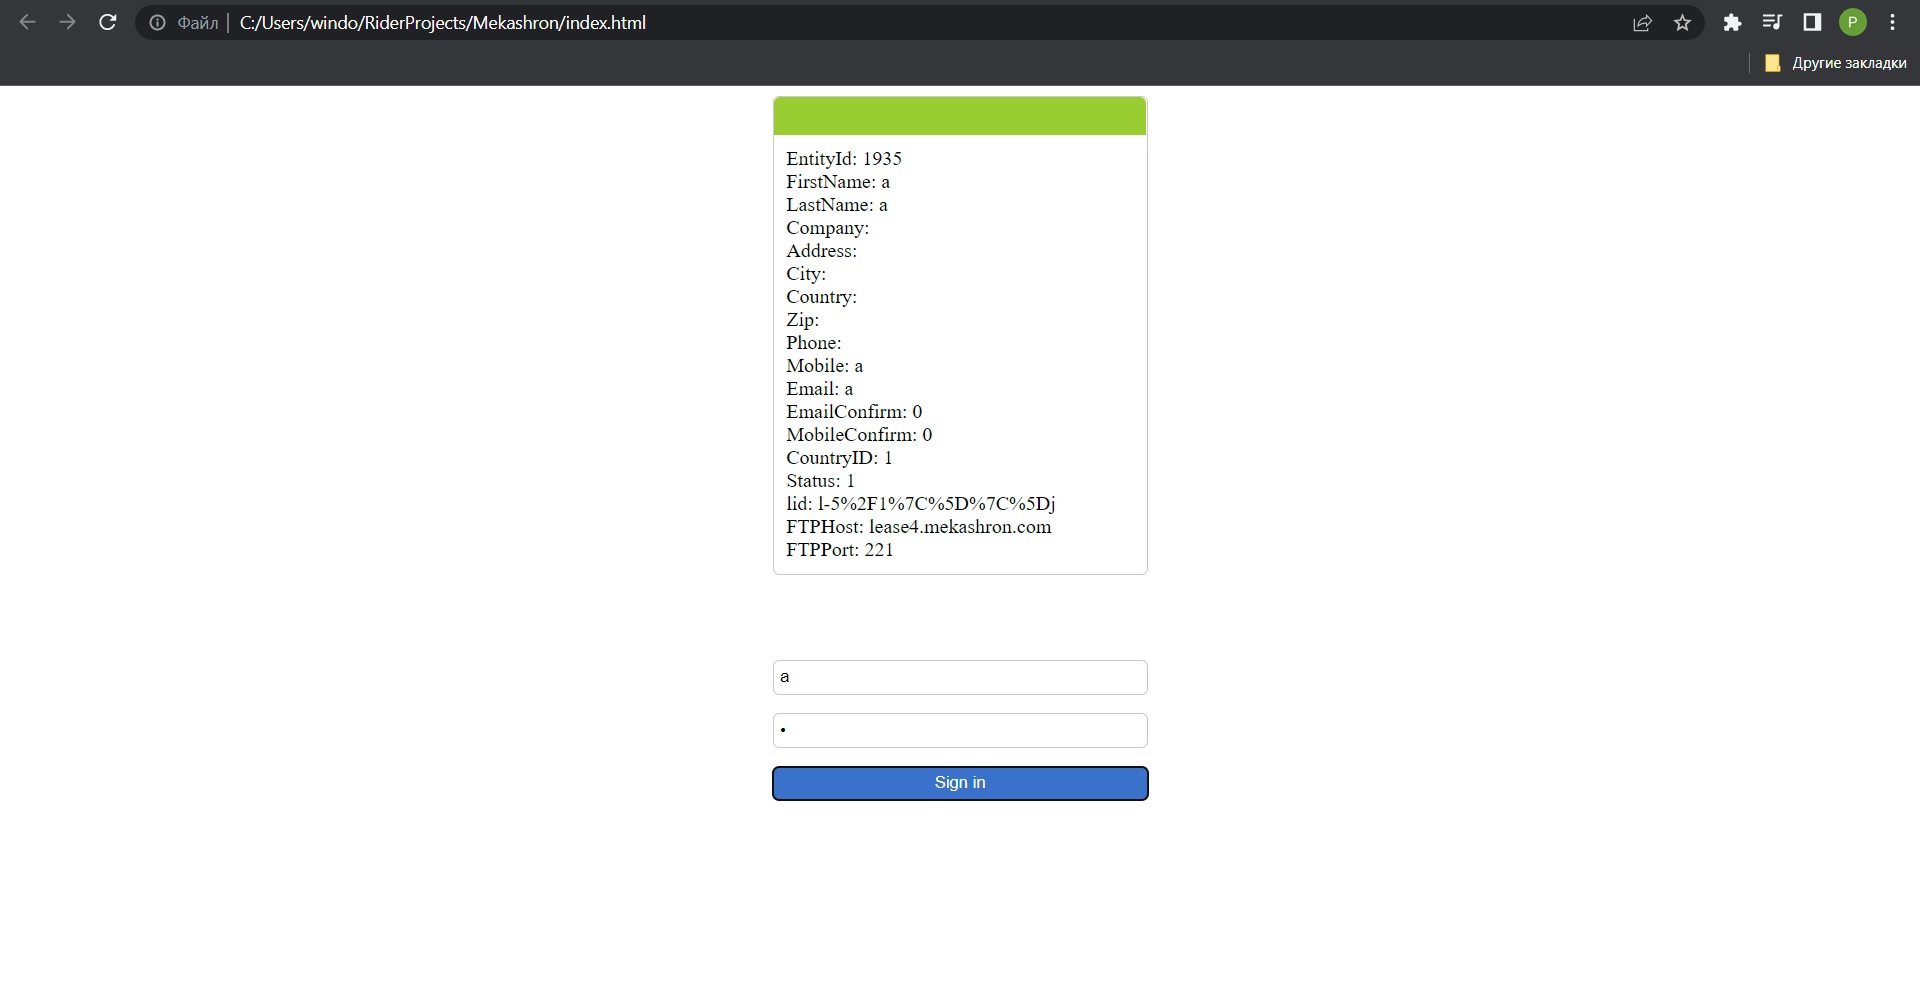 Файл C:/Users/windo/RiderProjects/Mekashron/index.html
P
Другие закладки
EntityId: 1935
FirstName: a
LastName: a
Company:
Address:
City:
Country:
Zip:
Phone:
Mobile: a
Email: a
EmailConfirm: 0
MobileConfirm: 0
CountryID: 1
Status: 1
lid: l-5%2F1%7C%5D%7C%5Dj
FTPHost: lease4.mekashron.com
FTPPort: 221
a
•
Sign in